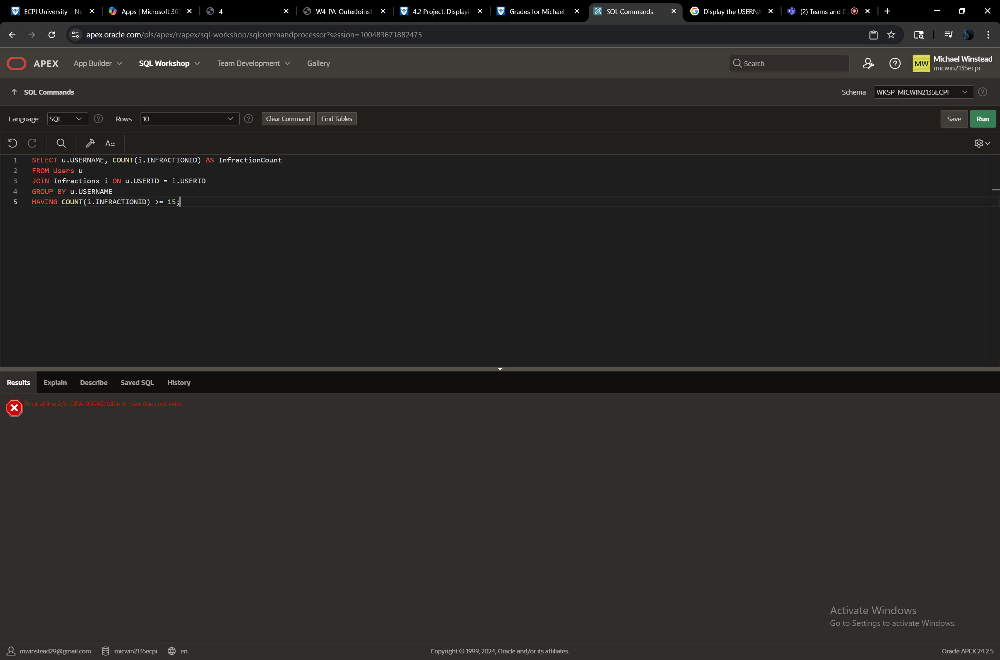 ECPI University – Ne
Apps | Microsoft 365
4
W4_PA_OuterJoins1
4.2 Project: Displayin
Grades for Michael
SQL Commands
Display the USERNA
(2) Teams and C
apex.oracle.com/pls/apex/r/apex/sql-workshop/sqlcommandprocessor?session=100483671882475
APEX
App Builder
SQL Workshop
Team Development
Gallery
Search
MW
Michael Winstead
micwin2135ecpi
SQL Commands
Schema
WKSP_MICWIN2135ECPI
Language
SQL
Rows
10
Clear Command
Find Tables
Save
Run
1 SELECT u.USERNAME, COUNT(i.INFRACTIONID) AS InfractionCount
2 FROM Users u
3 JOIN Infractions i ON u.USERID = i.USERID
4 GROUP BY u.USERNAME
5 HAVING COUNT(i.INFRACTIONID) >= 15;
Results
Explain
Describe
Saved SQL
History
Error at line 2/6: ORA-00942: table or view does not exist
Activate Windows
Go to Settings to activate Windows.
mwinstead29@gmail.com
micwin2135ecpi
en
Copyright © 1999, 2024, Oracle and/or its affiliates.
Oracle APEX 24.2.5